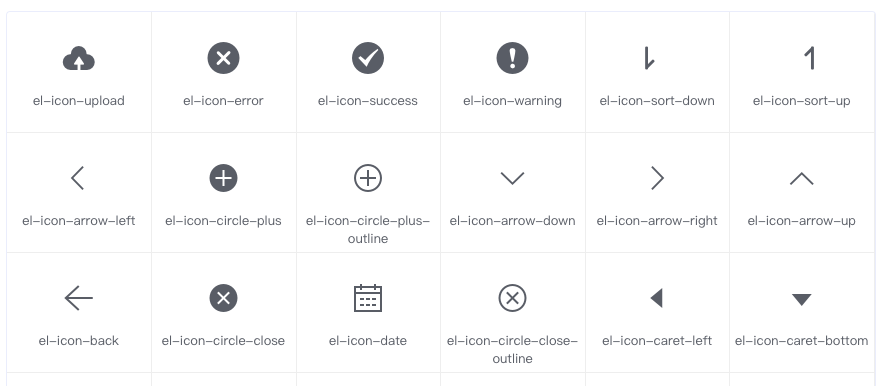 el-icon-upload
el-icon-error
el-icon-success
el-icon-warning
el-icon-sort-down
el-icon-sort-up
el-icon-arrow-left
el-icon-circle-plus
el-icon-circle-plus-
outline
el-icon-arrow-down
el-icon-arrow-right
el-icon-arrow-up
el-icon-back
el-icon-circle-close
el-icon-date
el-icon-circle-close-
outline
el-icon-caret-left
el-icon-caret-bottom